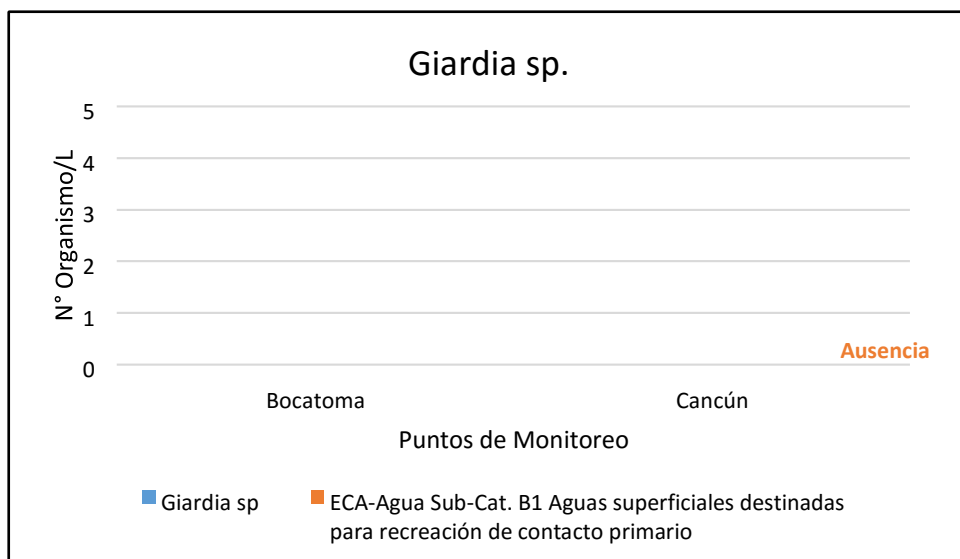 Giardia sp.
5
4
3
2
1
0
N° Organismo/L
Ausencia
Bocatoma
Cancún
Puntos de Monitoreo
Giardia sp
ECA-Agua Sub-Cat. B1 Aguas superficiales destinadas
para recreación de contacto primario